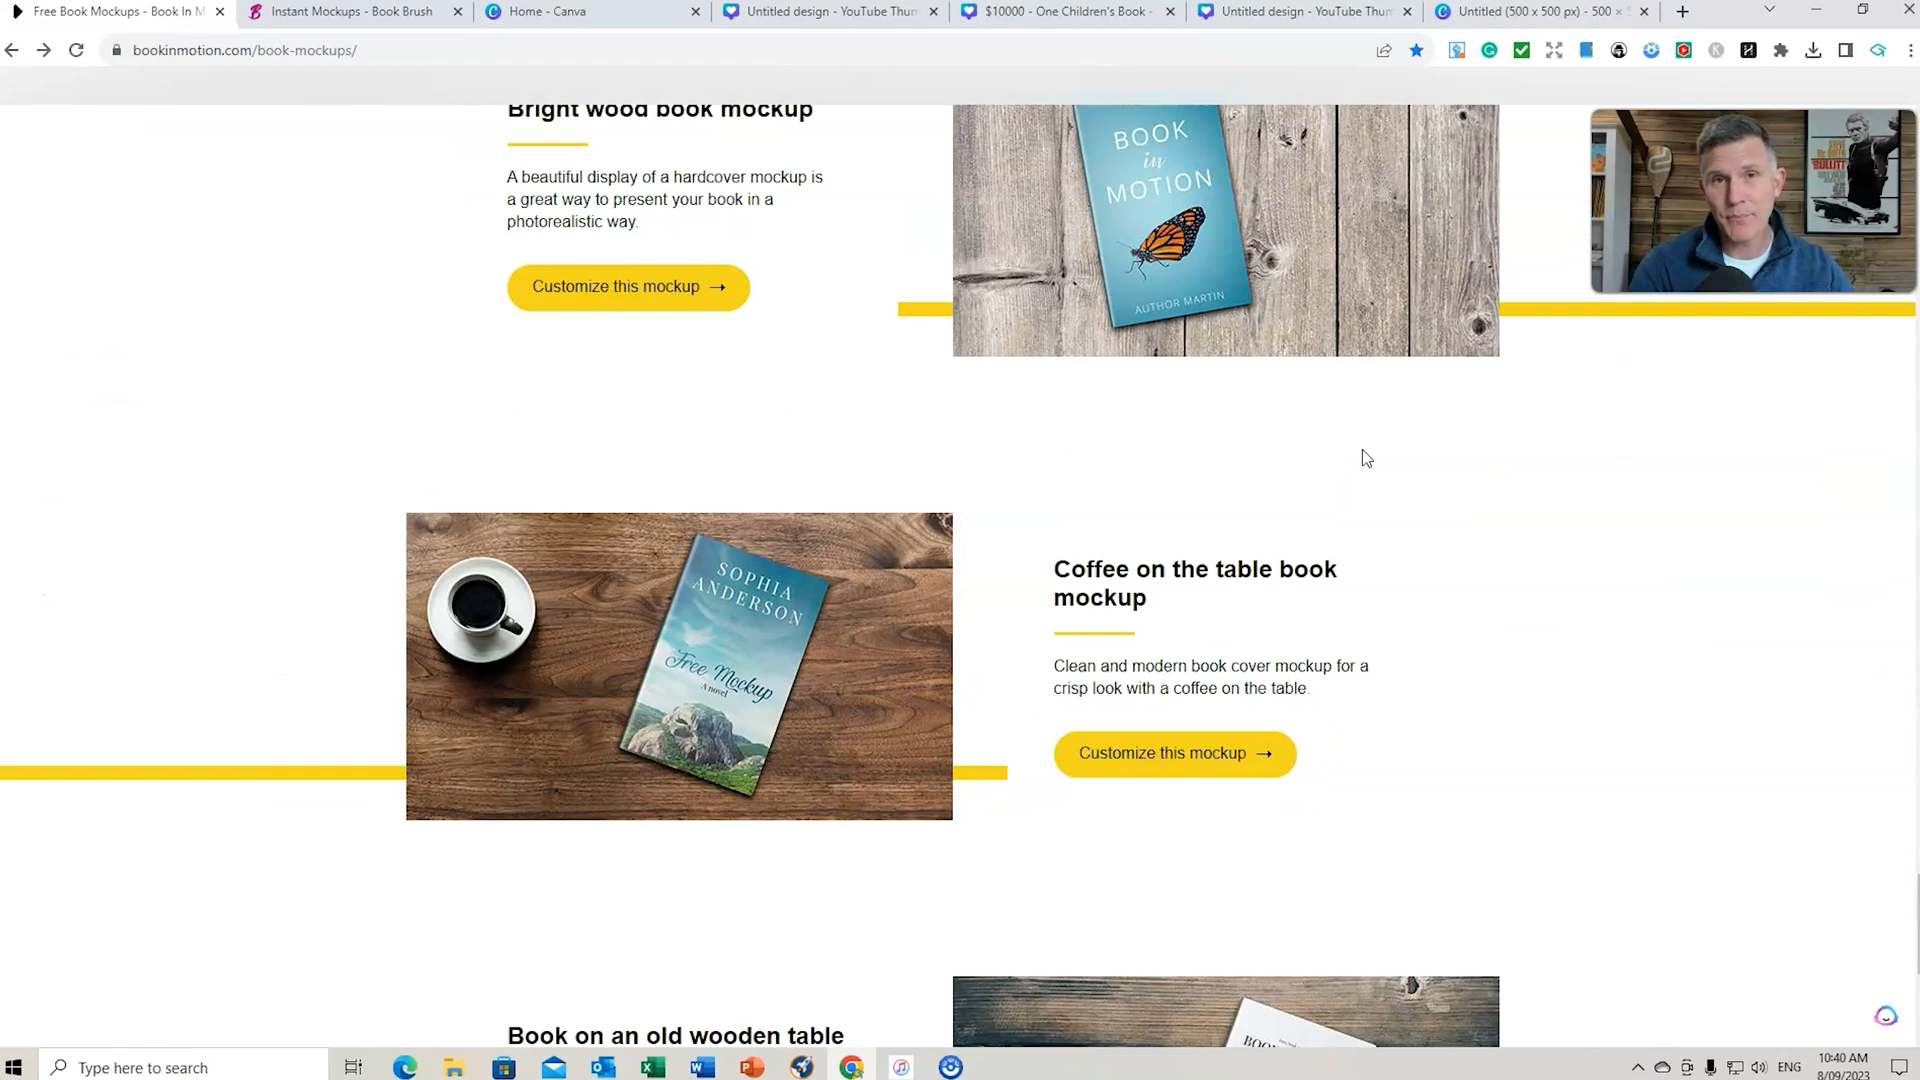 Free Book Mockups - Book In M
Instant Mockups - Book Brush
Home - Canva
Untitled design - YouTube Thum
$10000 - One Children's Book -
Untitled design - YouTube Thum
Untitled (500 x 500 px) - 500 ×
bookinmotion.com/book-mockups/
Bright wood book mockup
A beautiful display of a hardcover mockup is
a great way to present your book in a
photorealistic way.
Customize this mockup →
BOOK
in
MOTION
AUTHOR MARTIN
BULLITT
SOPHIA
ANDERSON
Free Mockup
A novel
Coffee on the table book
mockup
Clean and modern book cover mockup for a
crisp look with a coffee on the table.
Customize this mockup →
Book on an old wooden table
Type here to search
ENG
10:40 AM
8/09/2023